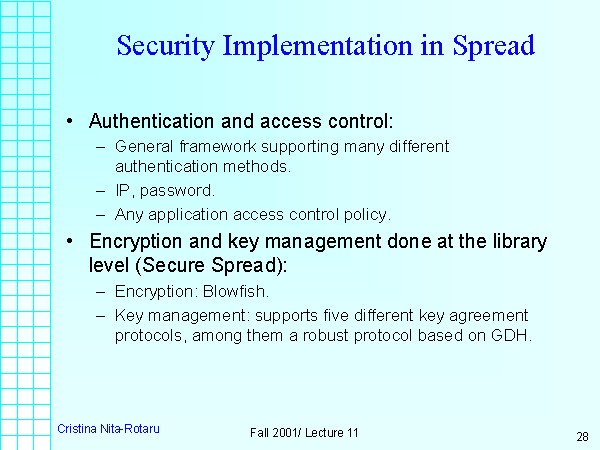 Security Implementation in Spread
• Authentication and access control:
– General framework supporting many different
authentication methods.
– IP, password.
– Any application access control policy.
• Encryption and key management done at the library
level (Secure Spread):
– Encryption: Blowfish.
– Key management: supports five different key agreement
protocols, among them a robust protocol based on GDH.
Cristina Nita-Rotaru
Fall 2001/ Lecture 11
28